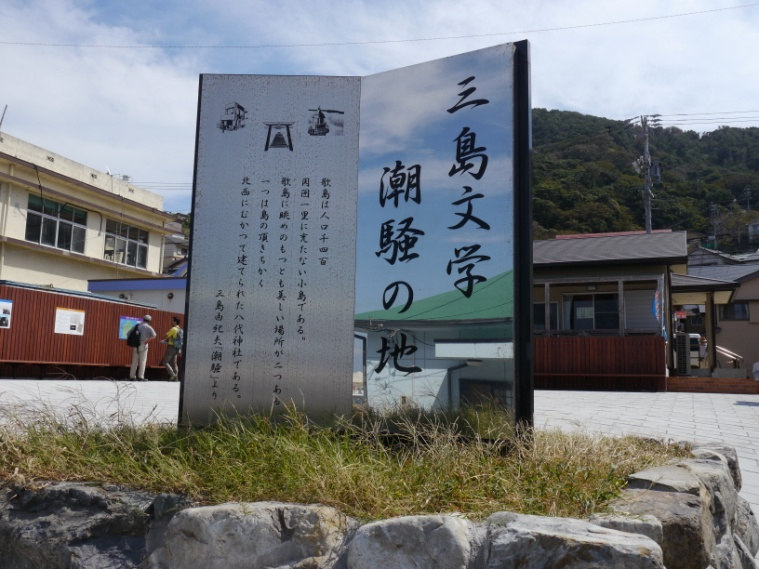 三島文学
潮騒の地
歌島は人口千四百
周囲一里に充たない小島である。
歌島に眺めのもっとも美しい場所が二つある
一つは島の頂きちかく
北西にむかつて建てられた八代神社である。
三島由紀夫「潮騒」より